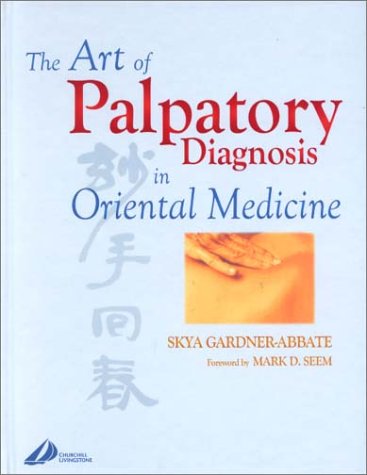 The Art of
Palpatory
Diagnosis
in
Oriental Medicine
妙手回春
SKYA GARDNER-ABBATE
Foreword by MARK D. SEEM
CHURCHILL
LIVINGSTONE